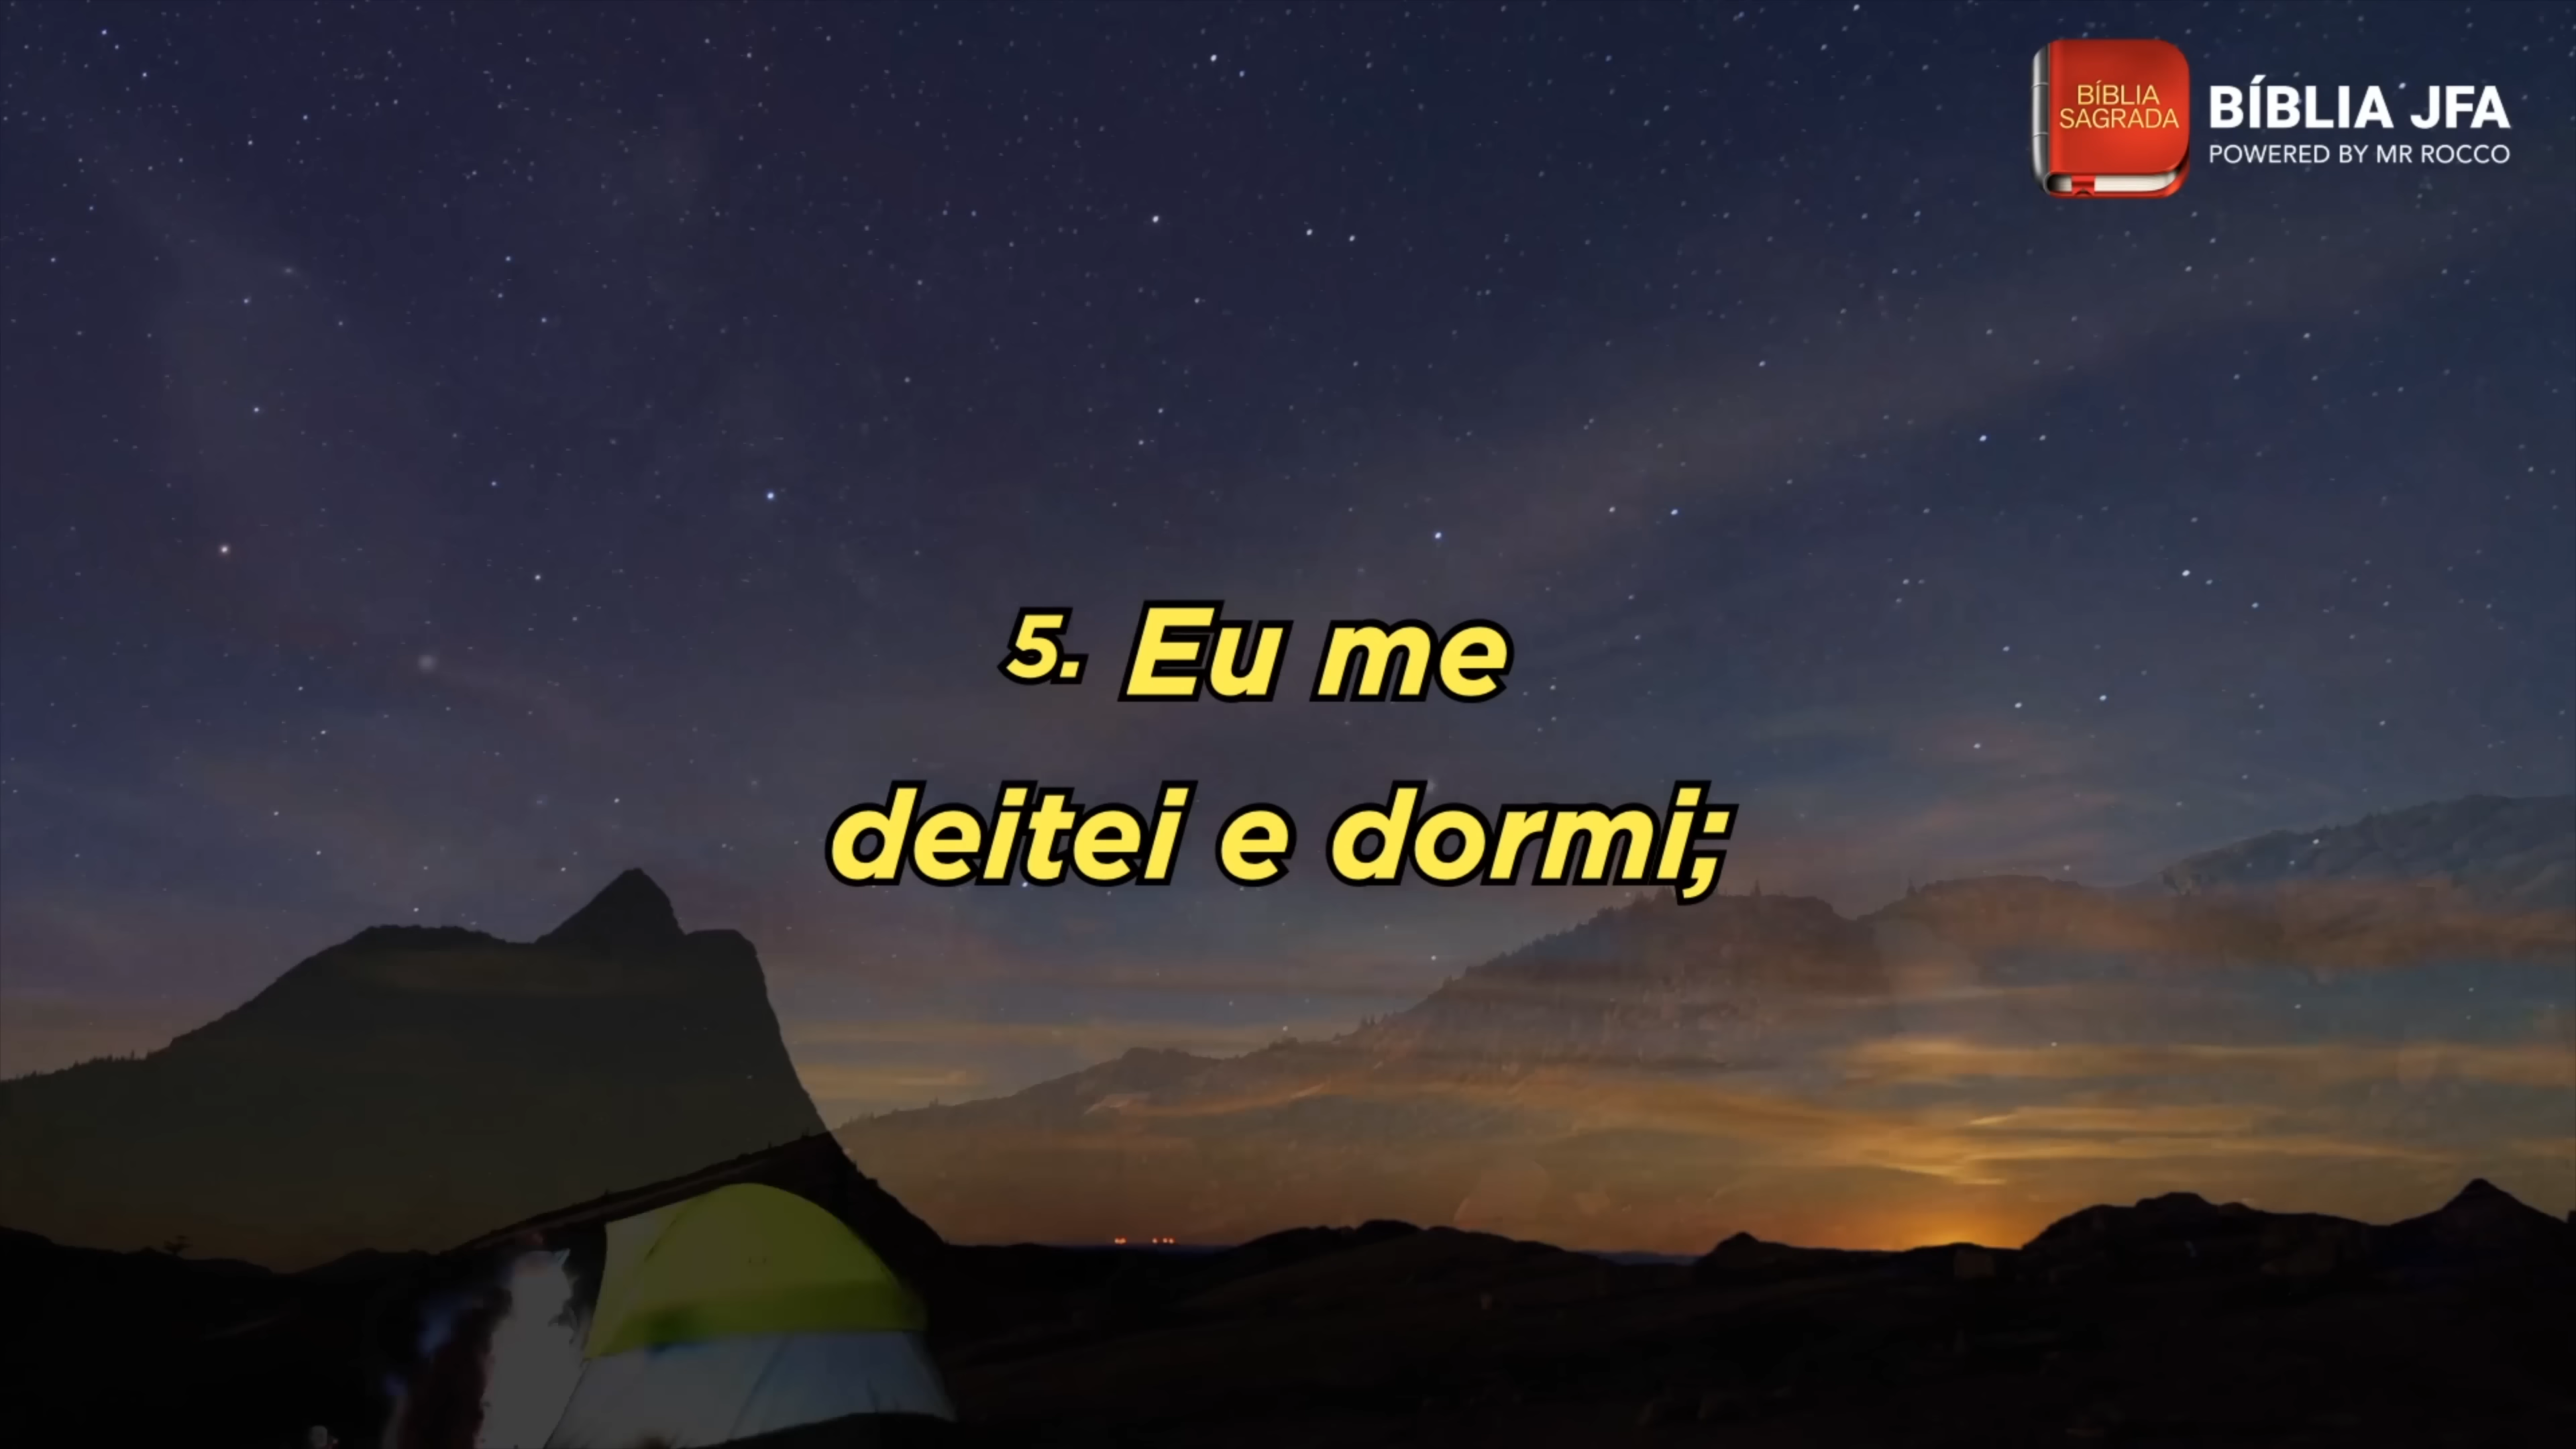 BÍBLIA
SAGRADA
BÍBLIA JFA
POWERED BY MR ROCCO
5. Eu me
deitei e dormi;